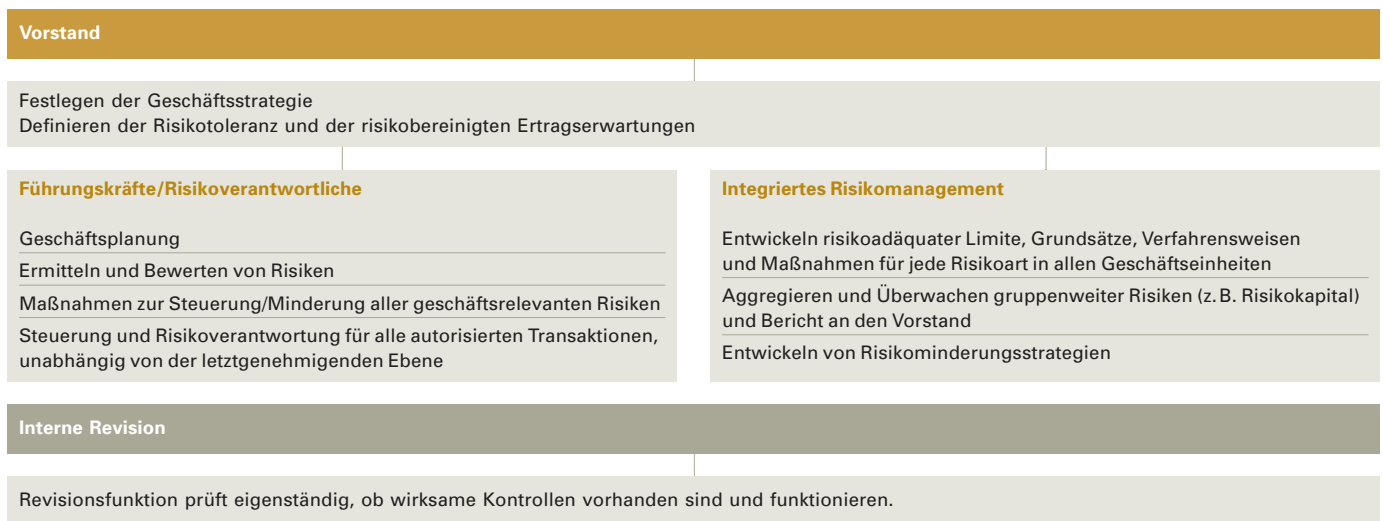 Vorstand
Festlegen der Geschäftsstrategie
Definieren der Risikotoleranz und der risikobereinigten Ertragserwartungen
Führungskräfte/Risikoverantwortliche
Geschäftsplanung
Ermitteln und Bewerten von Risiken
Maßnahmen zur Steuerung/Minderung aller geschäftsrelevanten Risiken
Steuerung und Risikoverantwortung für alle autorisierten Transaktionen,
unabhängig von der letztgenehmigenden Ebene
Integriertes Risikomanagement
Entwickeln risikoadäquater Limite, Grundsätze, Verfahrensweisen
und Maßnahmen für jede Risikoart in allen Geschäftseinheiten
Aggregieren und Überwachen gruppenweiter Risiken (z. B. Risikokapital)
und Bericht an den Vorstand
Entwickeln von Risikominderungsstrategien
Interne Revision
Revisionsfunktion prüft eigenständig, ob wirksame Kontrollen vorhanden sind und funktionieren.